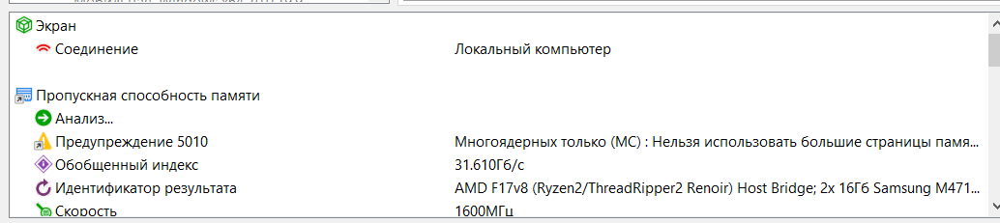 Экран
Соединение Локальный компьютер
Пропускная способность памяти
Анализ...
Предупреждение 5010 Многоядерных только (MC) : Нельзя использовать большие страницы памя...
Обобщенный индекс 31.610Гб/с
Идентификатор результата AMD F17v8 (Ryzen2/ThreadRipper2 Renoir) Host Bridge; 2x 16Гб Samsung M471...
Скорость 1600МГц